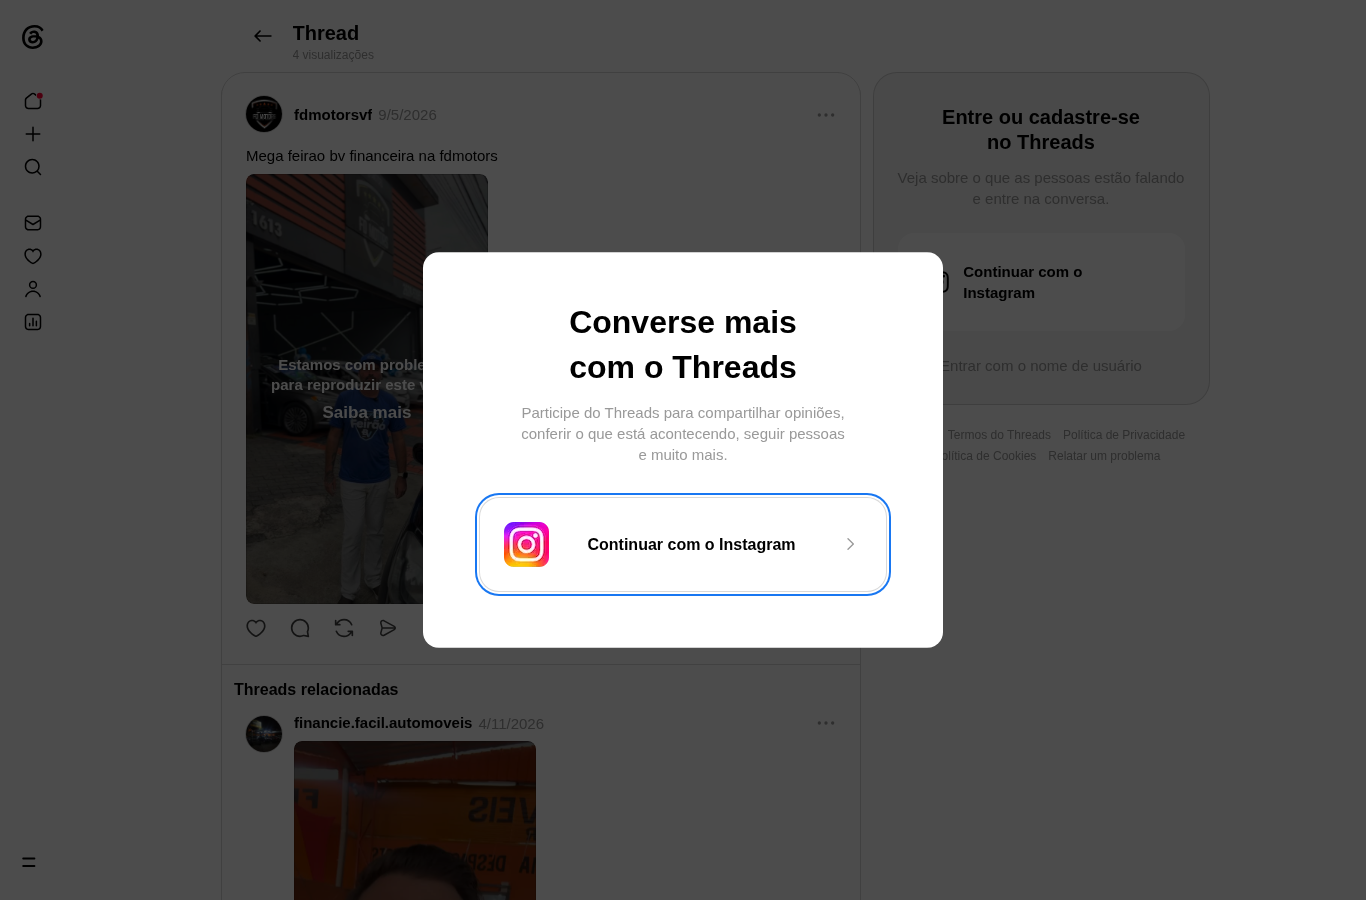 Thread
4 visualizações
fdmotorsvf 9/5/2026
Mega feirao bv financeira na fdmotors
1613
Estamos com
para reproduzir este
Saiba mais
Feirão
Threads relacionadas
financie.facil.automoveis 4/11/2026
Entre ou cadastre-se
no Threads
Veja sobre o que as pessoas estão falando
e entre na conversa.
Continuar com o
Instagram
Entrar com o nome de usuário
Termos do Threads Política de Privacidade
de Cookies Relatar um problema
Converse mais
com o Threads
Participe do Threads para compartilhar opiniões,
conferir o que está acontecendo, seguir pessoas
e muito mais.
Continuar com o Instagram